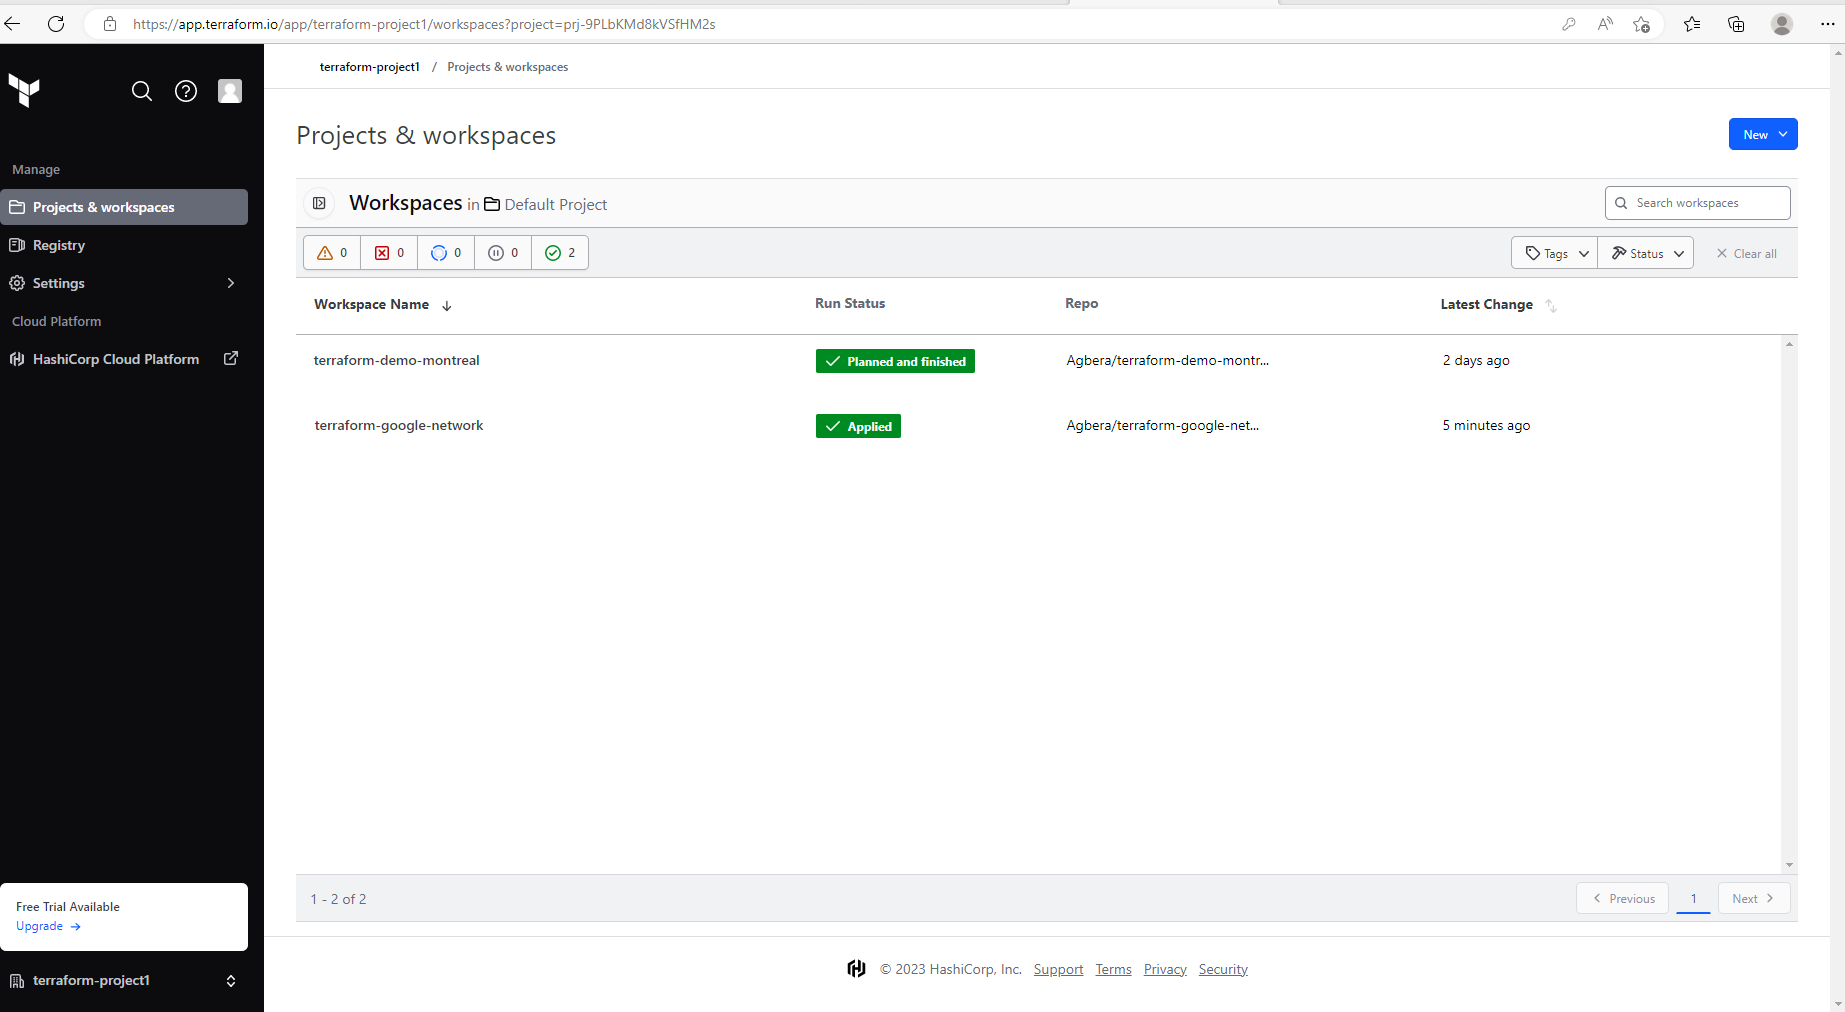 https://app.terraform.io/app/terraform-project1/workspaces?project=prj-9PLbKMd8kVSfHM2s
terraform-project1 / Projects & workspaces
Manage
Projects & workspaces
Registry
Settings
Cloud Platform
HashiCorp Cloud Platform
Free Trial Available
Upgrade
terraform-project1
Projects & workspaces
New
Workspaces in Default Project
Search workspaces
0 0 0 0 2
Tags Status Clear all
Workspace Name Run Status Repo Latest Change
terraform-demo-montreal Planned and finished Agbera/terraform-demo-montr... 2 days ago
terraform-google-network Applied Agbera/terraform-google-net... 5 minutes ago
1 - 2 of 2
Previous 1 Next
© 2023 HashiCorp, Inc. Support Terms Privacy Security